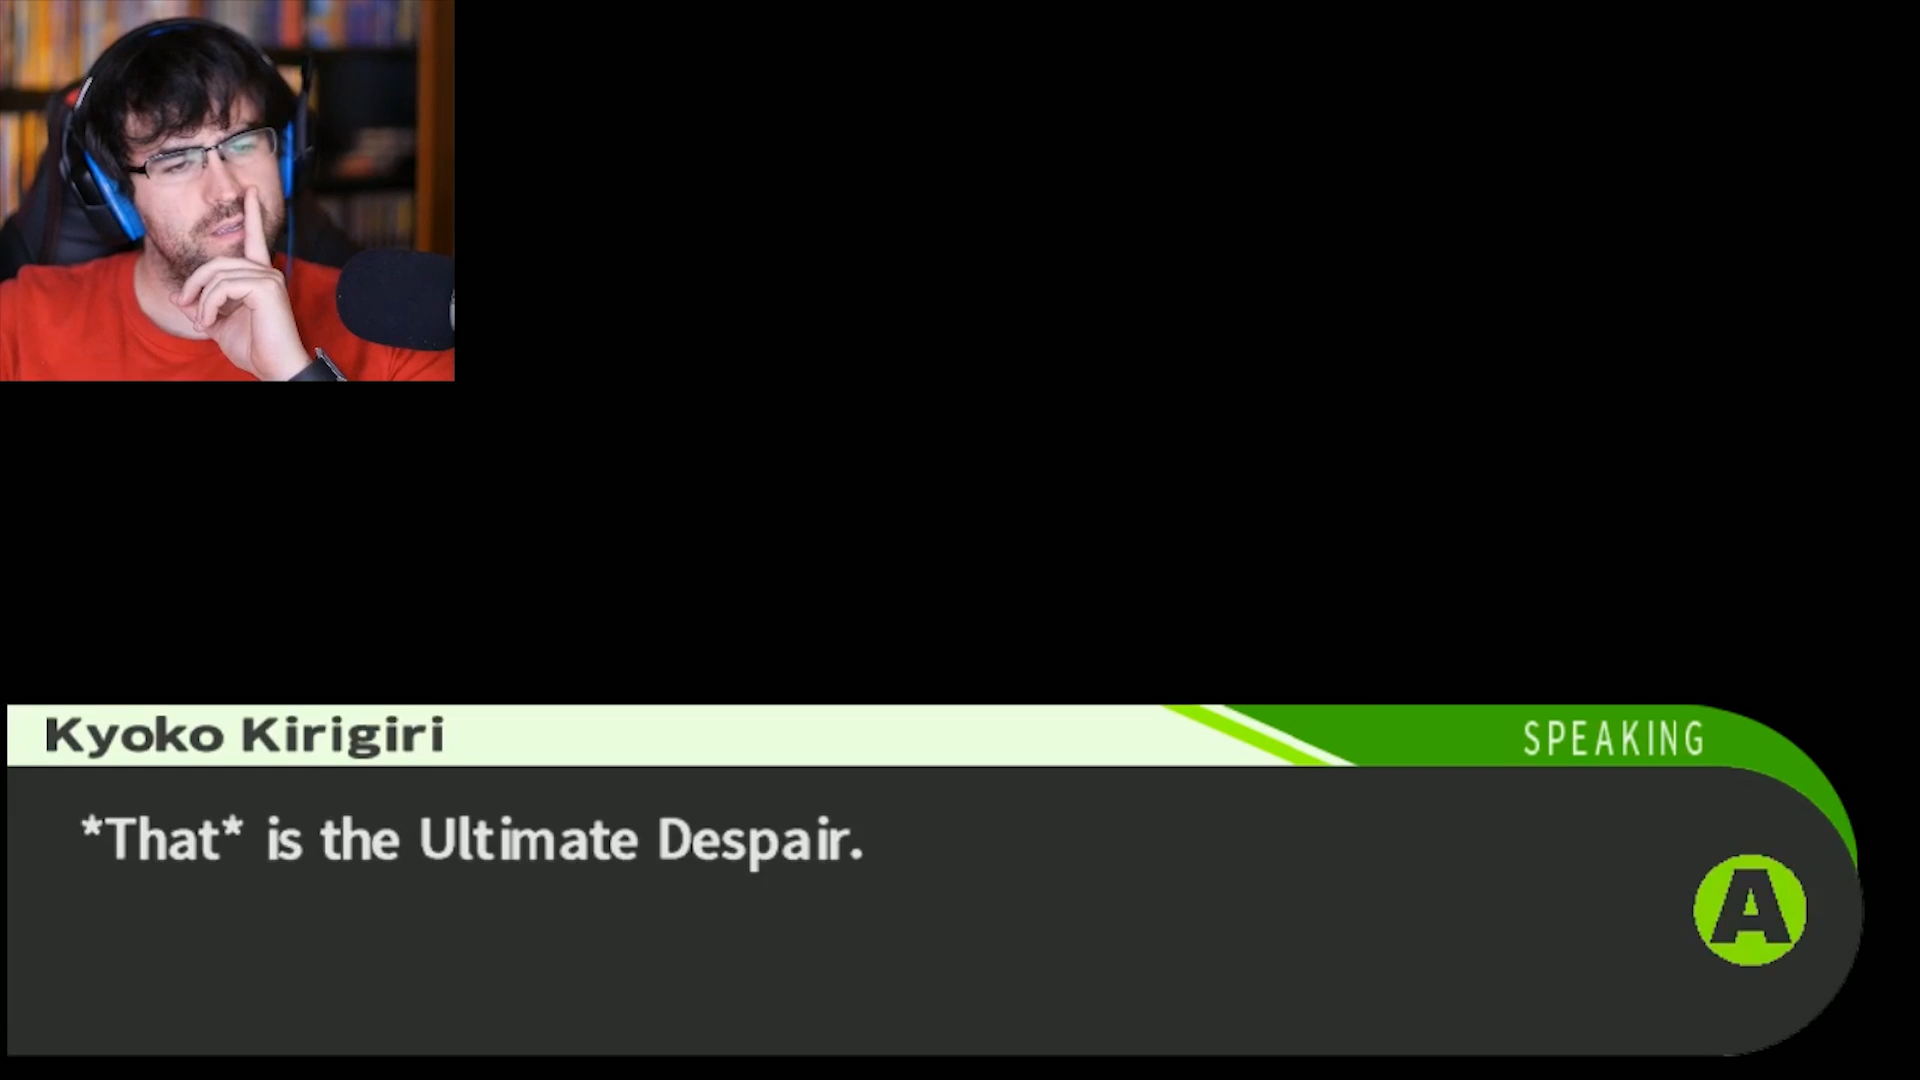 Kyoko Kirigiri
SPEAKING
*That* is the Ultimate Despair.
A